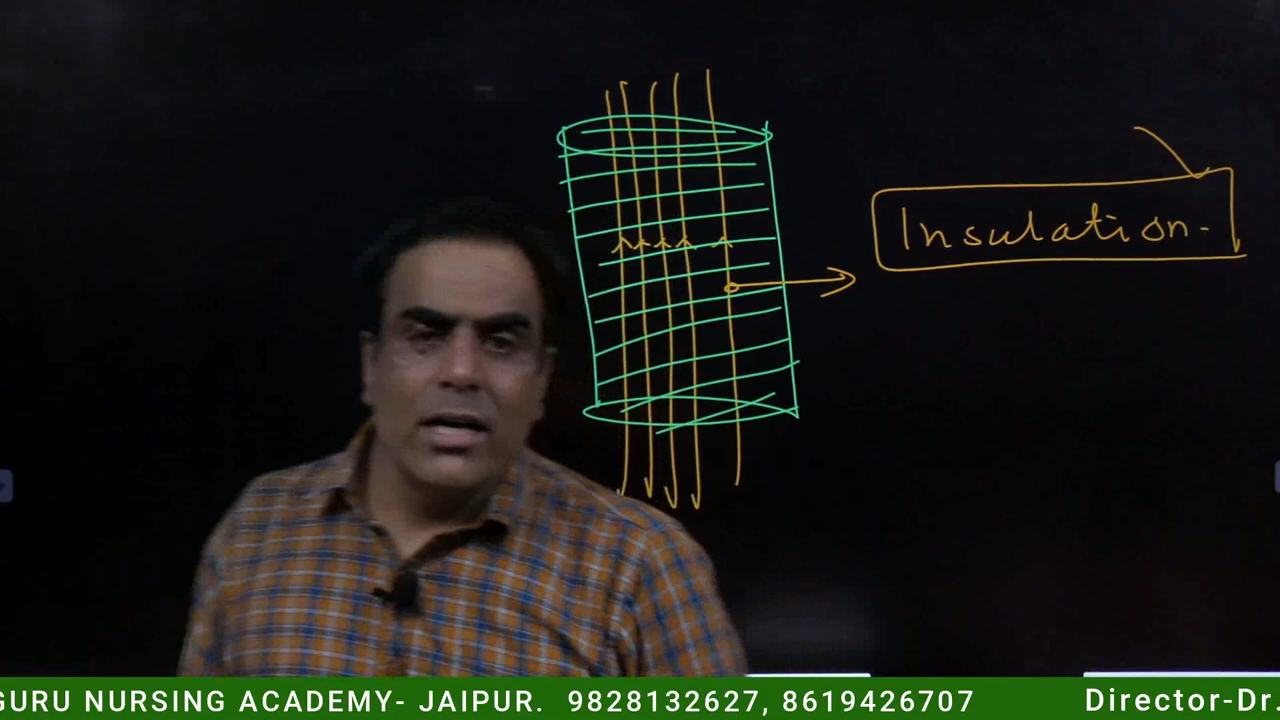 Insulation.
GURU NURSING ACADEMY- JAIPUR. 9828132627, 8619426707 Director-Dr.